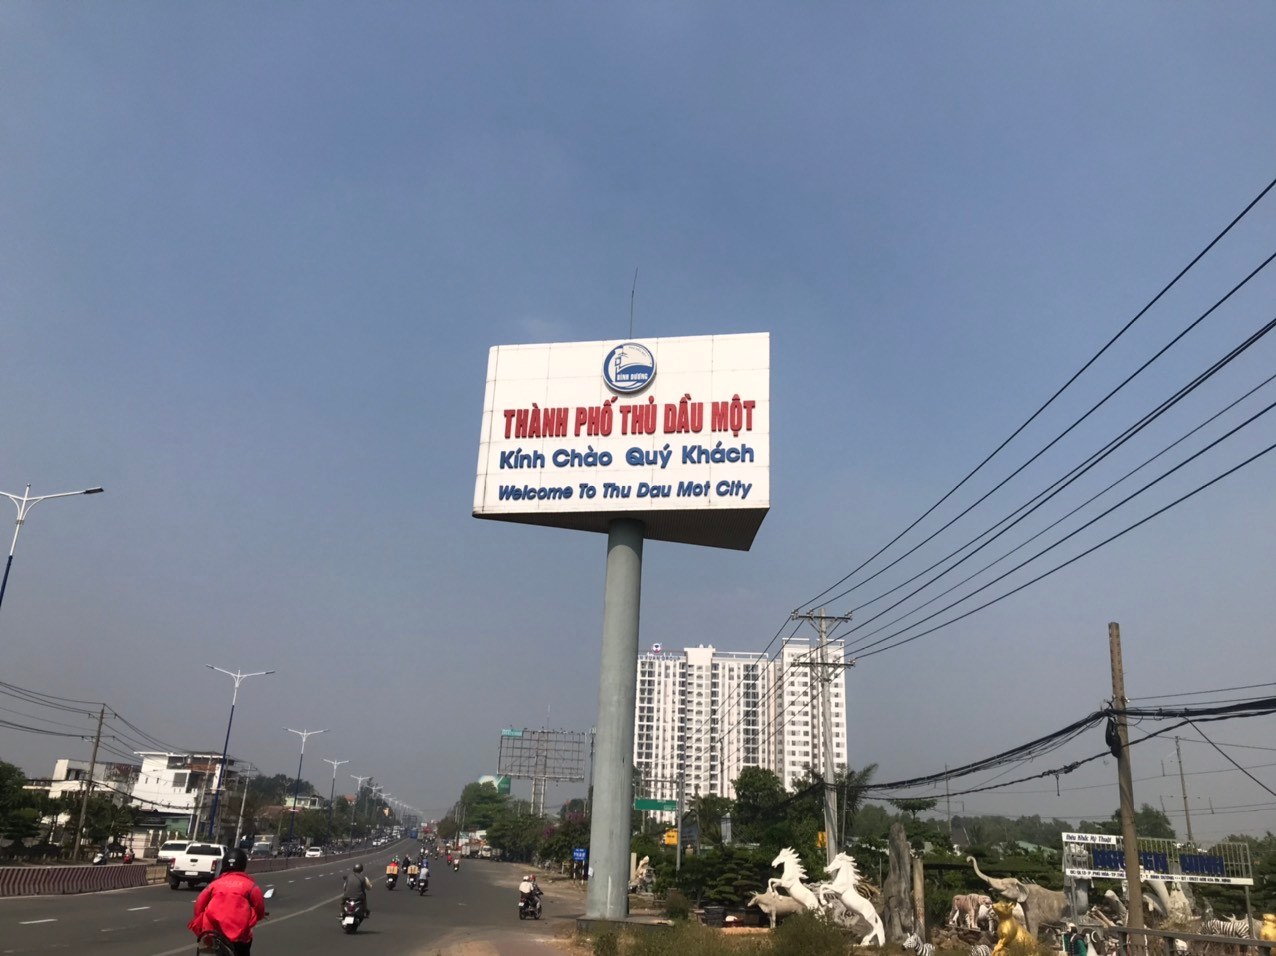 BÌNH DƯƠNG
THÀNH PHỐ THỦ DẦU MỘT
Kính Chào Quý Khách
Welcome To Thu Dau Mot City